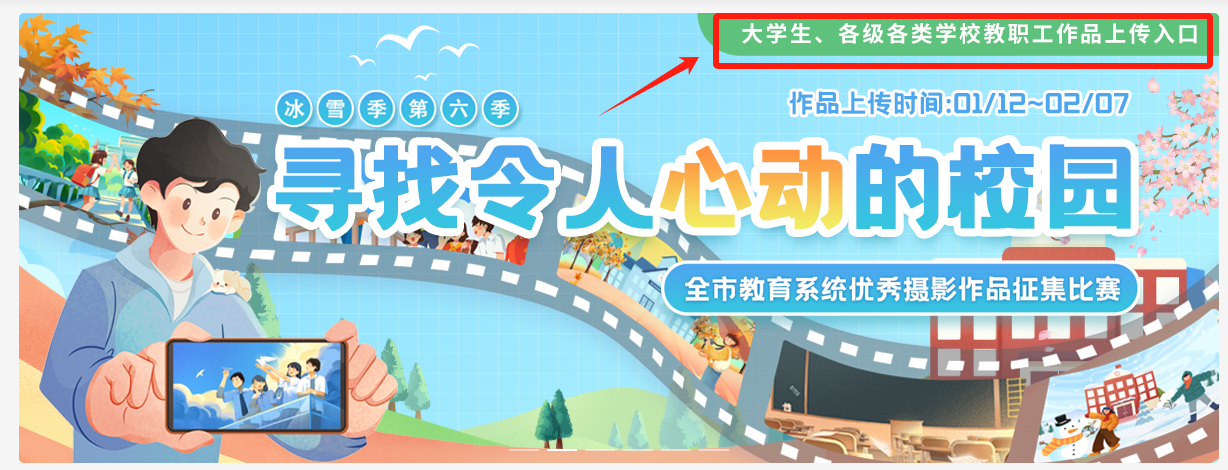 大学生、各级各类学校教职工作品上传入口
作品上传时间:01/12~02/07
冰雪季第六季
寻找令人心动的校园
全市教育系统优秀摄影作品征集比赛